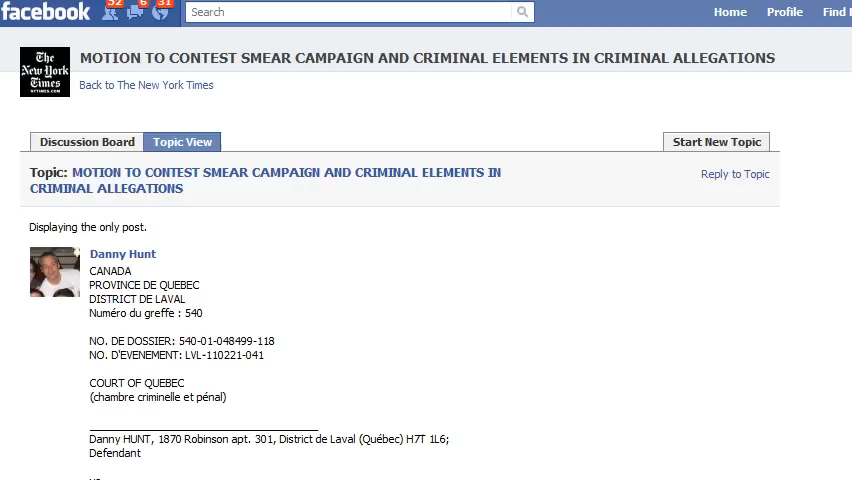 facebook
52
6
31
Search
Home
Profile
Find
The
New York
Times
NYTIMES.COM
MOTION TO CONTEST SMEAR CAMPAIGN AND CRIMINAL ELEMENTS IN CRIMINAL ALLEGATIONS
Back to The New York Times
Discussion Board
Topic View
Start New Topic
Topic: MOTION TO CONTEST SMEAR CAMPAIGN AND CRIMINAL ELEMENTS IN
CRIMINAL ALLEGATIONS
Reply to Topic
Displaying the only post.
Danny Hunt
CANADA
PROVINCE DE QUEBEC
DISTRICT DE LAVAL
Numéro du greffe : 540
NO. DE DOSSIER: 540-01-048499-118
NO. D'EVENEMENT: LVL-110221-041
COURT OF QUEBEC
(chambre criminelle et pénal)
Danny HUNT, 1870 Robinson apt. 301, District de Laval (Québec) H7T 1L6;
Defendant